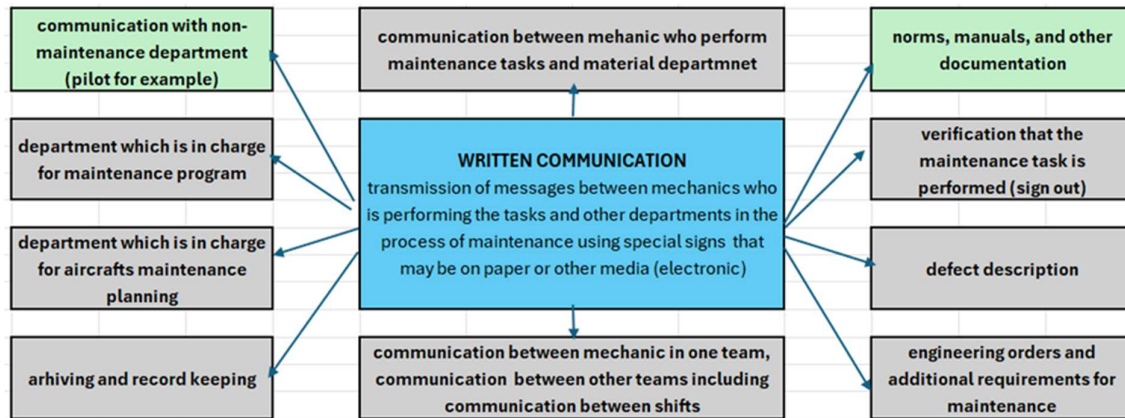 communication with non-
maintenance department
(pilot for example)
communication between mehanic who perform
maintenance tasks and material departmnet
norms, manuals, and other
documentation
department which is in charge
for maintenance program
WRITTEN COMMUNICATION
transmission of messages between mechanics who
is performing the tasks and other departments in the
process of maintenance using special signs that
may be on paper or other media (electronic)
verification that the
maintenance task is
performed (sign out)
department which is in charge
for aircrafts maintenance
planning
defect description
arhiving and record keeping
communication between mechanic in one team,
communication between other teams including
communication between shifts
engineering orders and
additional requirements for
maintenance